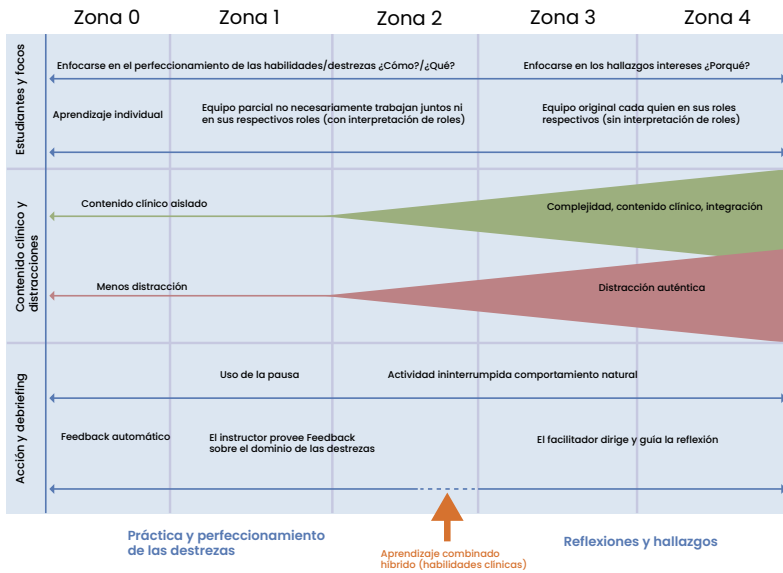 Zona 0 Zona 1 Zona 2 Zona 3 Zona 4
Estudiantes y focos
Enfocarse en el perfeccionamiento de las habilidades/destrezas ¿Cómo?/¿Qué?
Enfocarse en los hallazgos intereses ¿Porqué?
Aprendizaje individual
Equipo parcial no necesariamente trabajan juntos ni
en sus respectivos roles (con interpretación de roles)
Equipo original cada quien en sus roles
respectivos (sin interpretación de roles)
Contenido clínico y
distracciones
Contenido clínico aislado
Complejidad, contenido clínico, integración
Menos distracción
Distracción auténtica
Acción y debriefing
Uso de la pausa
Actividad ininterrumpida comportamiento natural
Feedback automático
El instructor provee Feedback
sobre el dominio de las destrezas
El facilitador dirige y guía la reflexión
Práctica y perfeccionamiento
de las destrezas
Aprendizaje combinado
híbrido (habilidades clínicas)
Reflexiones y hallazgos